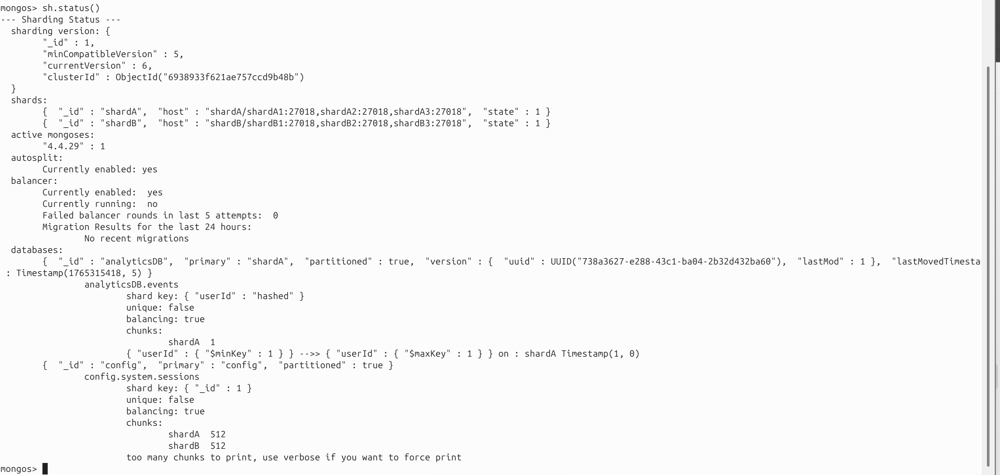 mongos> sh.status()
--- Sharding Status ---
  sharding version: {
        "_id" : 1,
        "minCompatibleVersion" : 5,
        "currentVersion" : 6,
        "clusterId" : ObjectId("6938933f621ae757ccd9b48b")
  }
  shards:
        {  "_id" : "shardA",  "host" : "shardA/shardA1:27018,shardA2:27018,shardA3:27018",  "state" : 1 }
        {  "_id" : "shardB",  "host" : "shardB/shardB1:27018,shardB2:27018,shardB3:27018",  "state" : 1 }
  active mongoses:
        "4.4.29" : 1
  autosplit:
        Currently enabled: yes
  balancer:
        Currently enabled:  yes
        Currently running:  no
        Failed balancer rounds in last 5 attempts:  0
        Migration Results for the last 24 hours:
                No recent migrations
  databases:
        {  "_id" : "analyticsDB",  "primary" : "shardA",  "partitioned" : true,  "version" : {  "uuid" : UUID("738a3627-e288-43c1-ba04-2b32d432ba60"),  "lastMod" : 1 },  "lastMovedTimesta
 : Timestamp(1765315418, 5) }
                analyticsDB.events
                        shard key: { "userId" : "hashed" }
                        unique: false
                        balancing: true
                        chunks:
                                shardA  1
                        { "userId" : { "$minKey" : 1 } } -->> { "userId" : { "$maxKey" : 1 } } on : shardA Timestamp(1, 0)
        {  "_id" : "config",  "primary" : "config",  "partitioned" : true }
                config.system.sessions
                        shard key: { "_id" : 1 }
                        unique: false
                        balancing: true
                        chunks:
                                shardA  512
                                shardB  512
                        too many chunks to print, use verbose if you want to force print
mongos>